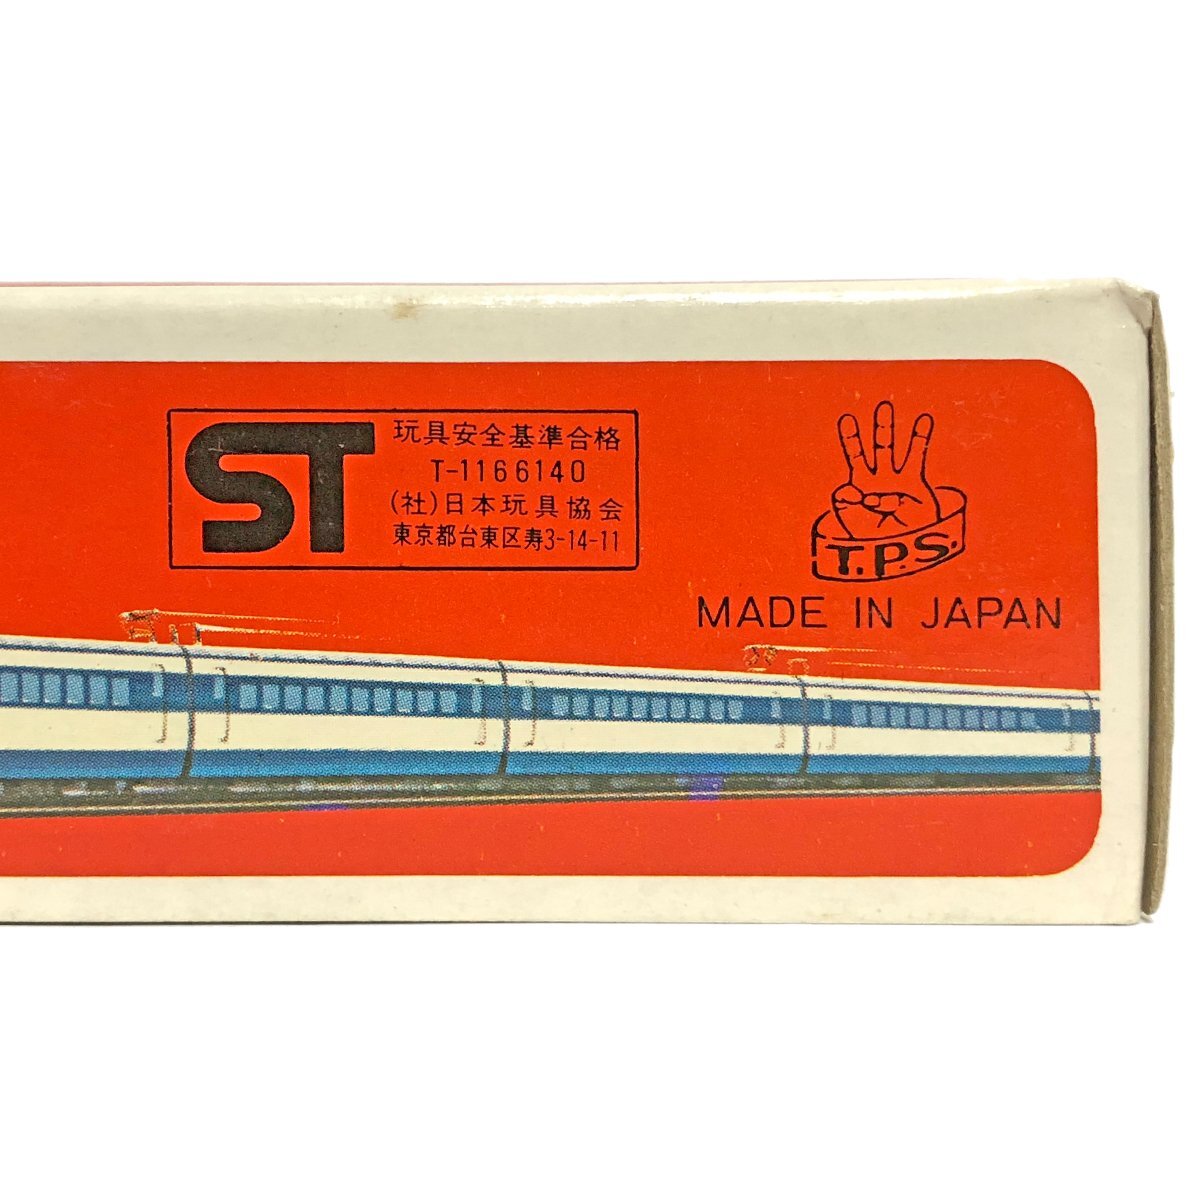 ST
玩具安全基準合格
T-1166140
(社)日本玩具協会
東京都台東区寿3-14-11
T.P.S.
MADE IN JAPAN